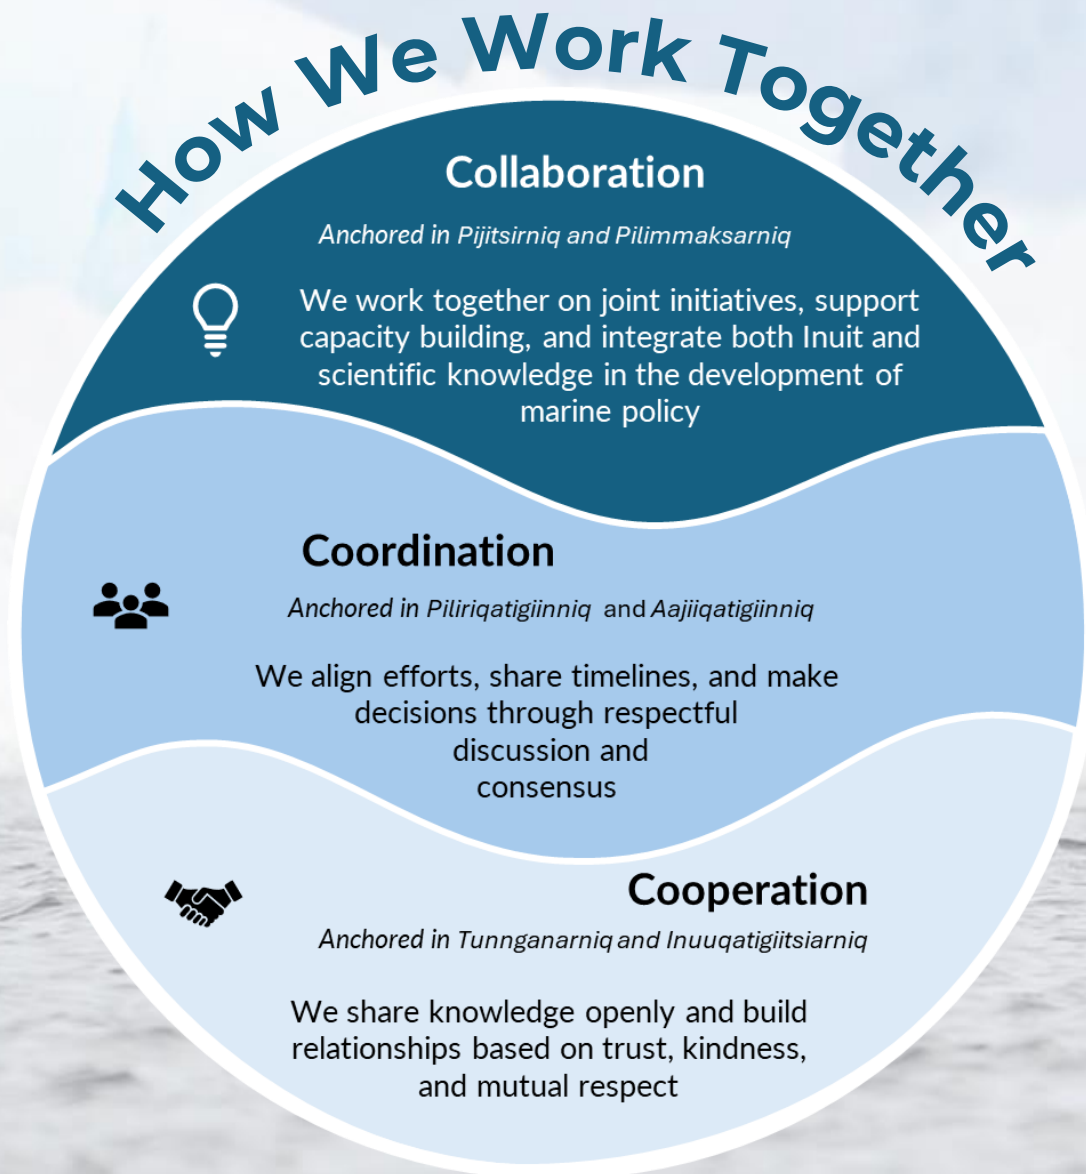 How We Work Together
Collaboration
Anchored in Pijitsirniq and Pilimmaksarniq
We work together on joint initiatives, support
capacity building, and integrate both Inuit and
scientific knowledge in the development of
marine policy
Coordination
Anchored in Piliriqatigiinniq and Aajiiqatigiinniq
We align efforts, share timelines, and make
decisions through respectful
discussion and
consensus
Cooperation
Anchored in Tunnganarniq and Inuuqatigiitsiarniq
We share knowledge openly and build
relationships based on trust, kindness,
and mutual respect